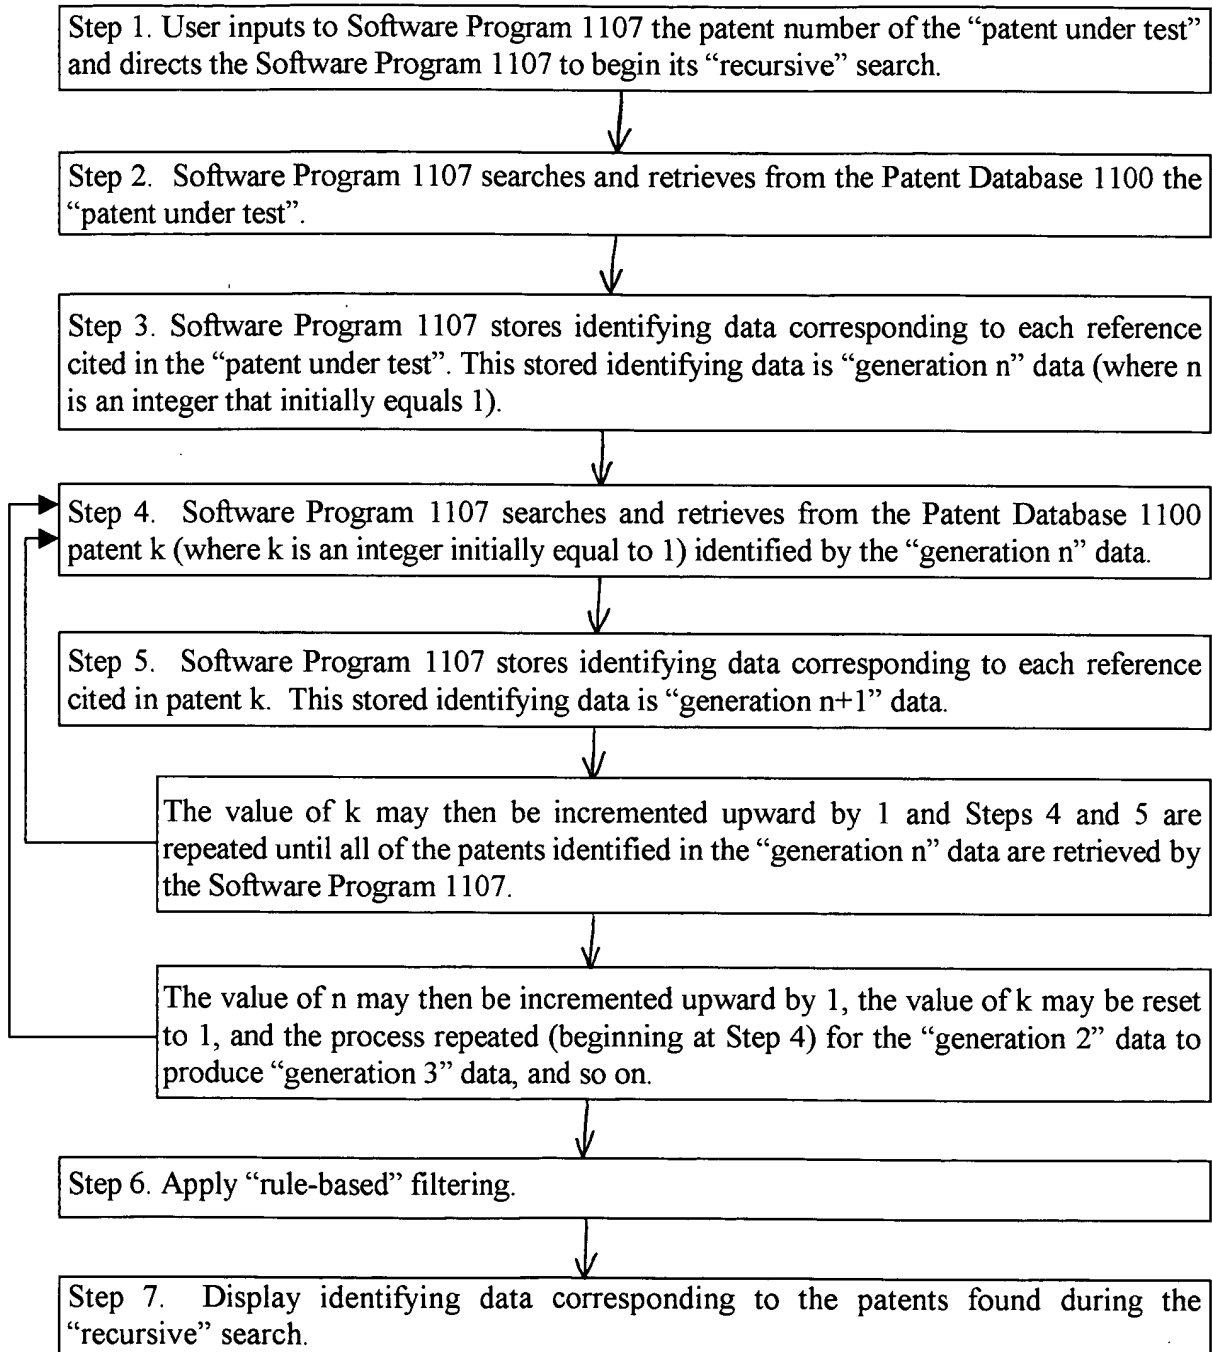 Step 1. User inputs to Software Program 1107 the patent number of the “patent under test”
and directs the Software Program 1107 to begin its “recursive” search.
Step 2. Software Program 1107 searches and retrieves from the Patent Database 1100 the
“patent under test”.
Step 3. Software Program 1107 stores identifying data corresponding to each reference
cited in the “patent under test”. This stored identifying data is “generation n” data (where n
is an integer that initially equals 1).
Step 4. Software Program 1107 searches and retrieves from the Patent Database 1100
patent k (where k is an integer initially equal to 1) identified by the “generation n” data.
Step 5. Software Program 1107 stores identifying data corresponding to each reference
cited in patent k. This stored identifying data is “generation n+1” data.
The value of k may then be incremented upward by 1 and Steps 4 and 5 are
repeated until all of the patents identified in the “generation n” data are retrieved by
the Software Program 1107.
The value of n may then be incremented upward by 1, the value of k may be reset
to 1, and the process repeated (beginning at Step 4) for the “generation 2” data to
produce “generation 3” data, and so on.
Step 6. Apply “rule-based” filtering.
Step 7. Display identifying data corresponding to the patents found during the
“recursive” search.